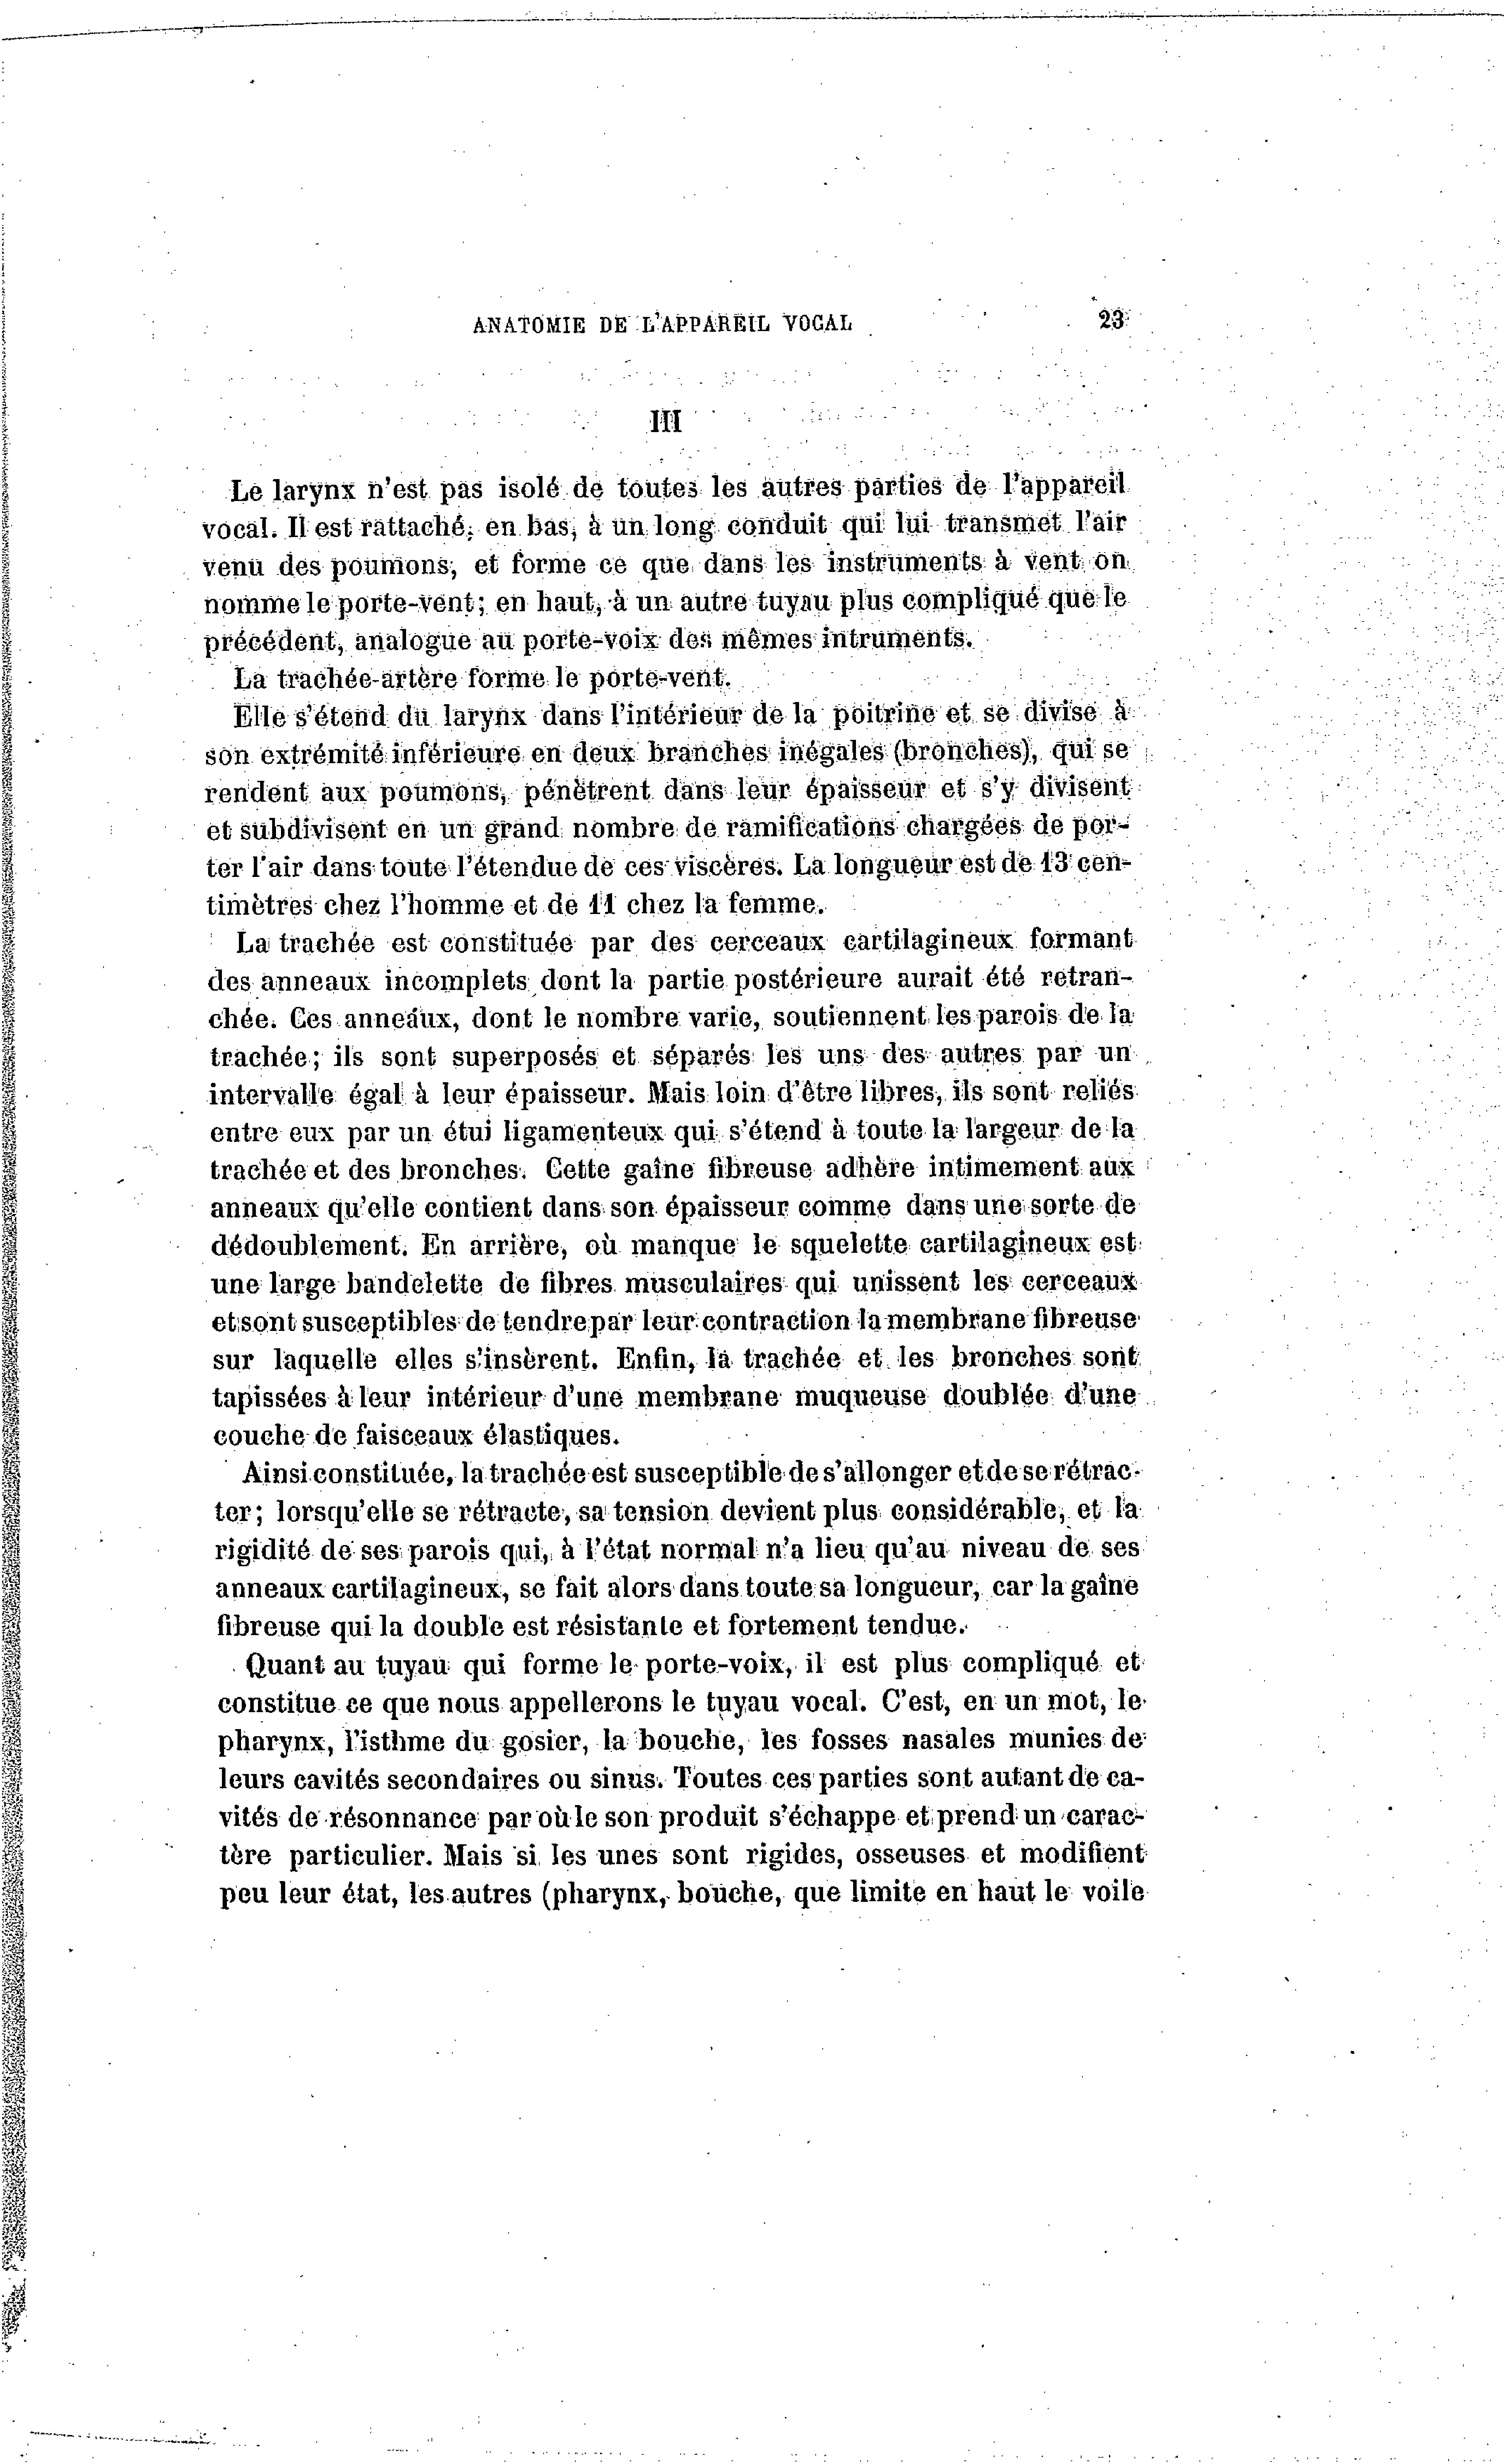 ANATOMIE DE L'APPAREIL VOCAL 23
III
Le larynx n'est pas isolé de toutes les autres parties de l'appareil
vocal. Il est rattaché, en bas, à un long conduit qui lui transmet l'air
venu des poumons, et forme ce que dans les instruments à vent on
nomme le porte-vent; en haut, à un autre tuyau plus compliqué que le
précédent, analogue au porte-voix des mêmes intruments.
La trachée-artère forme le porte-vent.
Elle s'étend du larynx dans l'intérieur de la poitrine et se divise à
son extrémité inférieure en deux branches inégales (bronches), qui se
rendent aux poumons, pénètrent dans leur épaisseur et s'y divisent
et subdivisent en un grand nombre de ramifications chargées de por-
ter l'air dans toute l'étendue de ces viscères. La longueur est de 13 cen-
timètres chez l'homme et de 11 chez la femme.
La trachée est constituée par des cerceaux cartilagineux formant
des anneaux incomplets dont la partie postérieure aurait été retran-
chée. Ces anneaux, dont le nombre varie, soutiennent les parois de la
trachée; ils sont superposés et séparés les uns des autres par un
intervalle égal à leur épaisseur. Mais loin d'être libres, ils sont reliés
entre eux par un étui ligamenteux qui s'étend à toute la largeur de la
trachée et des bronches. Cette gaîne fibreuse adhère intimement aux
anneaux qu'elle contient dans son épaisseur comme dans une sorte de
dédoublement. En arrière, où manque le squelette cartilagineux est
une large bandelette de fibres musculaires qui unissent les cerceaux
et sont susceptibles de tendre par leur contraction la membrane fibreuse
sur laquelle elles s'insèrent. Enfin, la trachée et les bronches sont
tapissées à leur intérieur d'une membrane muqueuse doublée d'une
couche de faisceaux élastiques.
Ainsi constituée, la trachée est susceptible de s'allonger et de se rétrac-
ter; lorsqu'elle se rétracte, sa tension devient plus considérable, et la
rigidité de ses parois qui, à l'état normal n'a lieu qu'au niveau de ses
anneaux cartilagineux, se fait alors dans toute sa longueur, car la gaîne
fibreuse qui la double est résistante et fortement tendue.
Quant au tuyau qui forme le porte-voix, il est plus compliqué et
constitue ce que nous appellerons le tuyau vocal. C'est, en un mot, le
pharynx, l'isthme du gosier, la bouche, les fosses nasales munies de
leurs cavités secondaires ou sinus. Toutes ces parties sont autant de ca-
vités de résonnance par où le son produit s'échappe et prend un carac-
tère particulier. Mais si les unes sont rigides, osseuses et modifient
peu leur état, les autres (pharynx, bouche, que limite en haut le voile